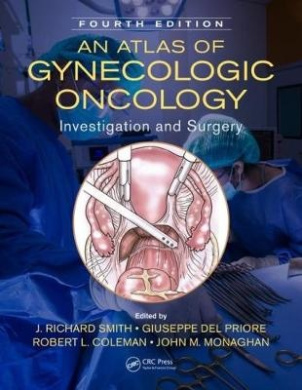 FOURTH EDITION
AN ATLAS OF
GYNECOLOGIC
ONCOLOGY
Investigation and Surgery
Edited by
J. RICHARD SMITH • GIUSEPPE DEL PRIORE
ROBERT L. COLEMAN • JOHN M. MONAGHAN
CRC Press